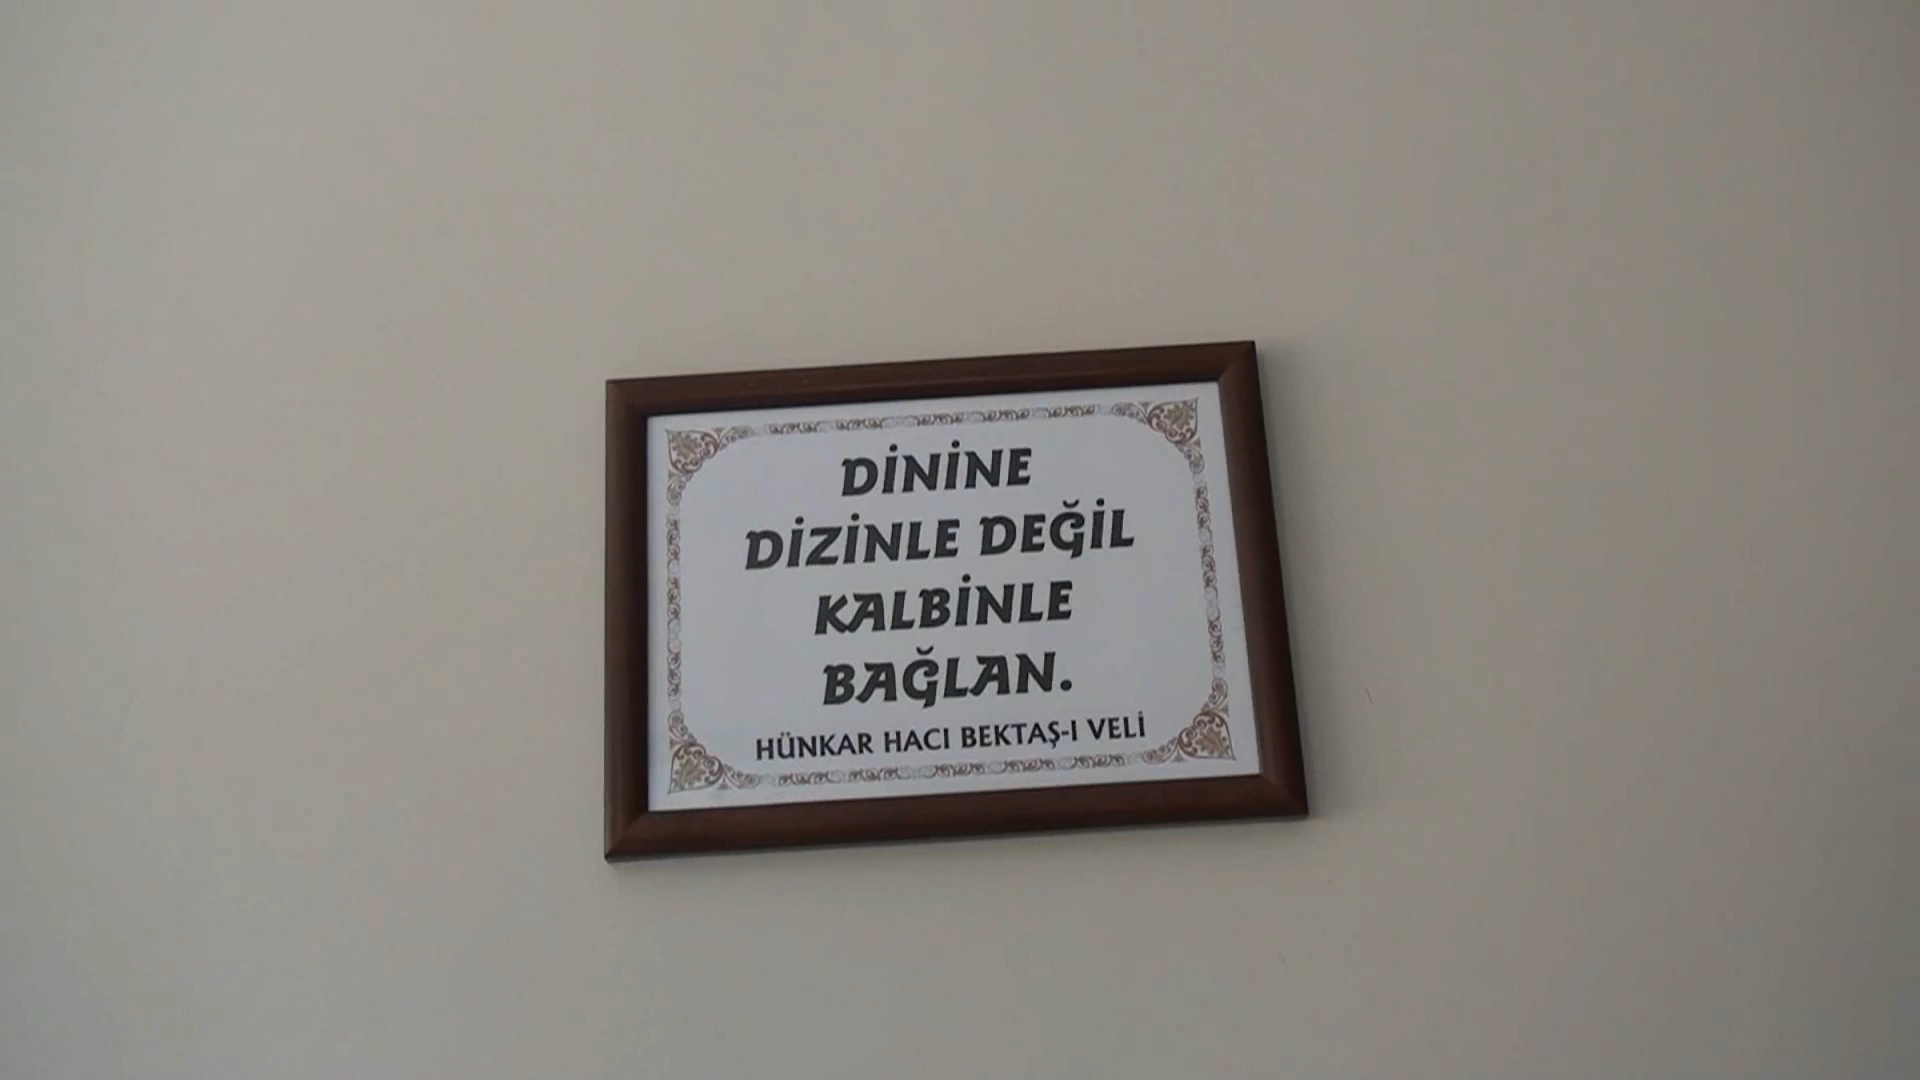 DİNİNE
DİZİNLE DEĞİL
KALBİNLE
BAĞLAN.
HÜNKAR HACI BEKTAŞ-I VELİ